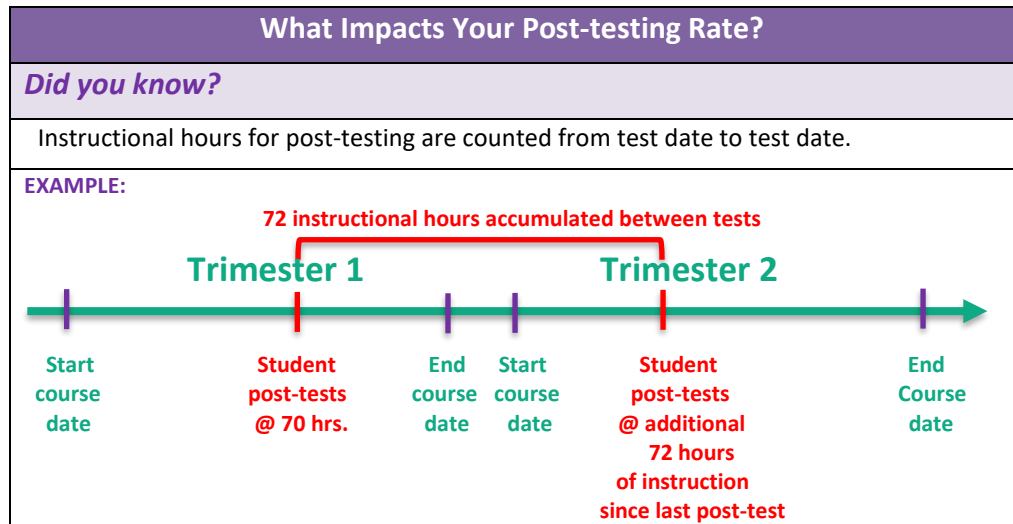 What Impacts Your Post-testing Rate?
Did you know?
Instructional hours for post-testing are counted from test date to test date.
EXAMPLE:
72 instructional hours accumulated between tests
Trimester 1
Trimester 2
Start
course
date
Student
post-tests
@ 70 hrs.
End
course
date
Start
course
date
Student
post-tests
@ additional
72 hours
of instruction
since last post-test
End
Course
date